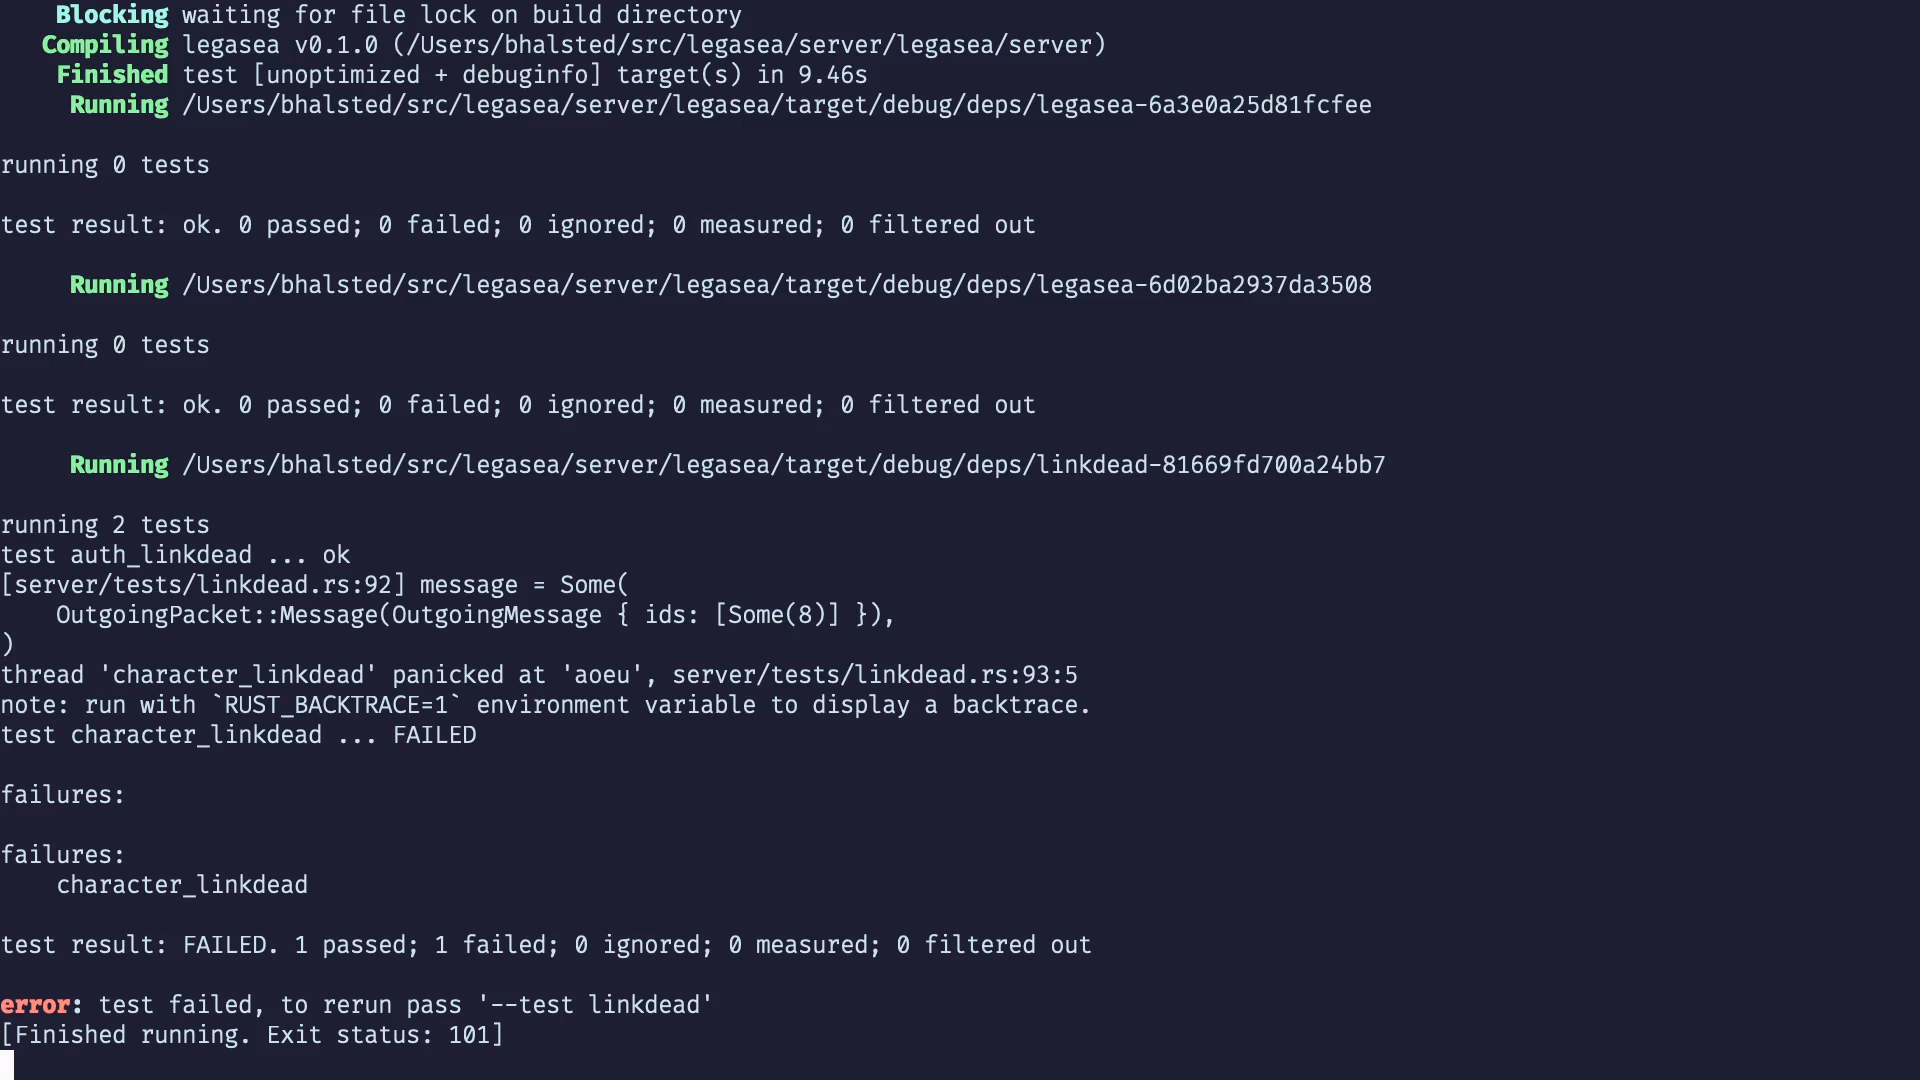 Blocking waiting for file lock on build directory
Compiling legasea v0.1.0 (/Users/bhalsted/src/legasea/server/legasea/server)
Finished test [unoptimized + debuginfo] target(s) in 9.46s
Running /Users/bhalsted/src/legasea/server/legasea/target/debug/deps/legasea-6a3e0a25d81fcfee
running 0 tests
test result: ok. 0 passed; 0 failed; 0 ignored; 0 measured; 0 filtered out
Running /Users/bhalsted/src/legasea/server/legasea/target/debug/deps/legasea-6d02ba2937da3508
running 0 tests
test result: ok. 0 passed; 0 failed; 0 ignored; 0 measured; 0 filtered out
Running /Users/bhalsted/src/legasea/server/legasea/target/debug/deps/linkdead-81669fd700a24bb7
running 2 tests
test auth_linkdead ... ok
[server/tests/linkdead.rs:92] message = Some(
    OutgoingPacket::Message(OutgoingMessage { ids: [Some(8)] }),
)
thread 'character_linkdead' panicked at 'aoeu', server/tests/linkdead.rs:93:5
note: run with `RUST_BACKTRACE=1` environment variable to display a backtrace.
test character_linkdead ... FAILED
failures:
failures:
    character_linkdead
test result: FAILED. 1 passed; 1 failed; 0 ignored; 0 measured; 0 filtered out
error: test failed, to rerun pass '--test linkdead'
[Finished running. Exit status: 101]